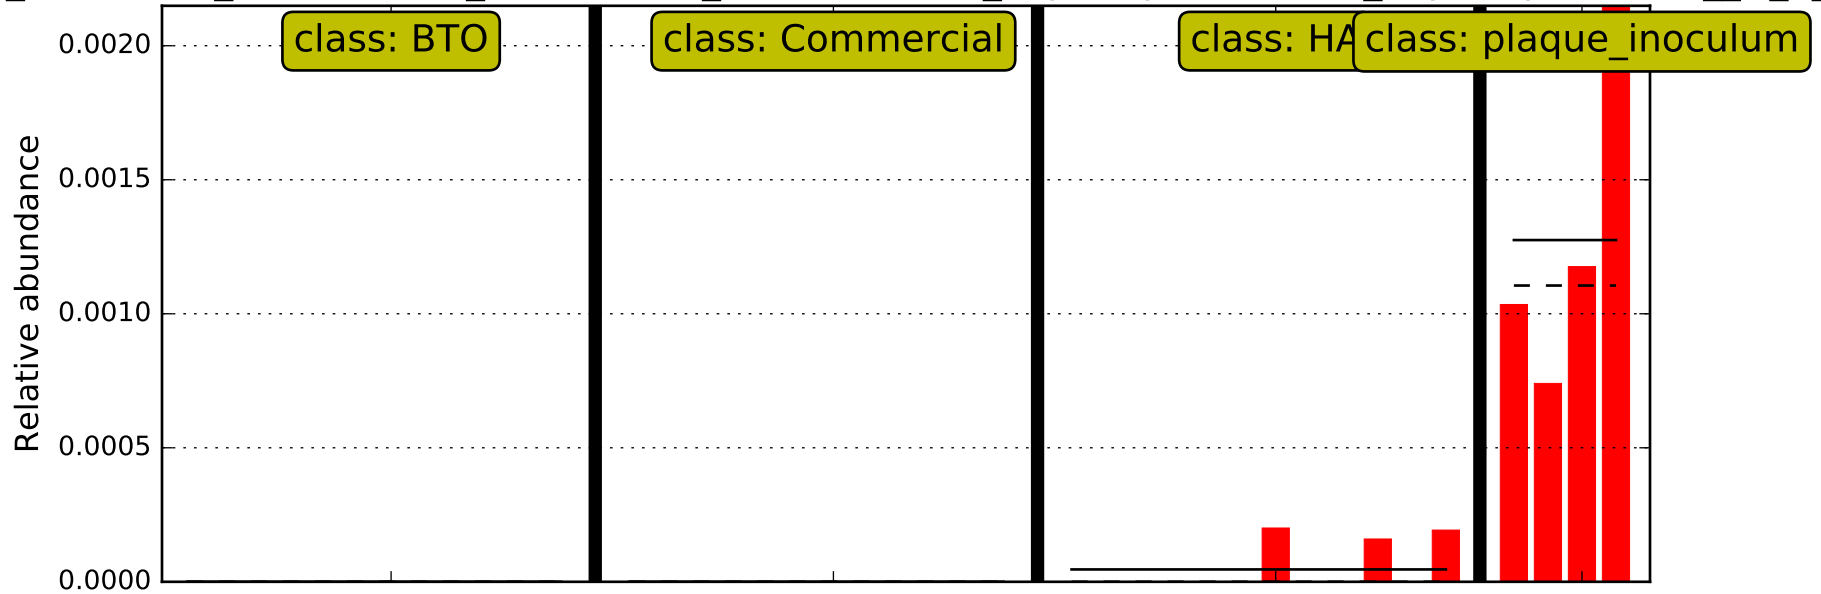 class: BTO
class: Commercial
class: HA
class: plaque_inoculum
Relative abundance
0.0020
0.0015
0.0010
0.0005
0.0000